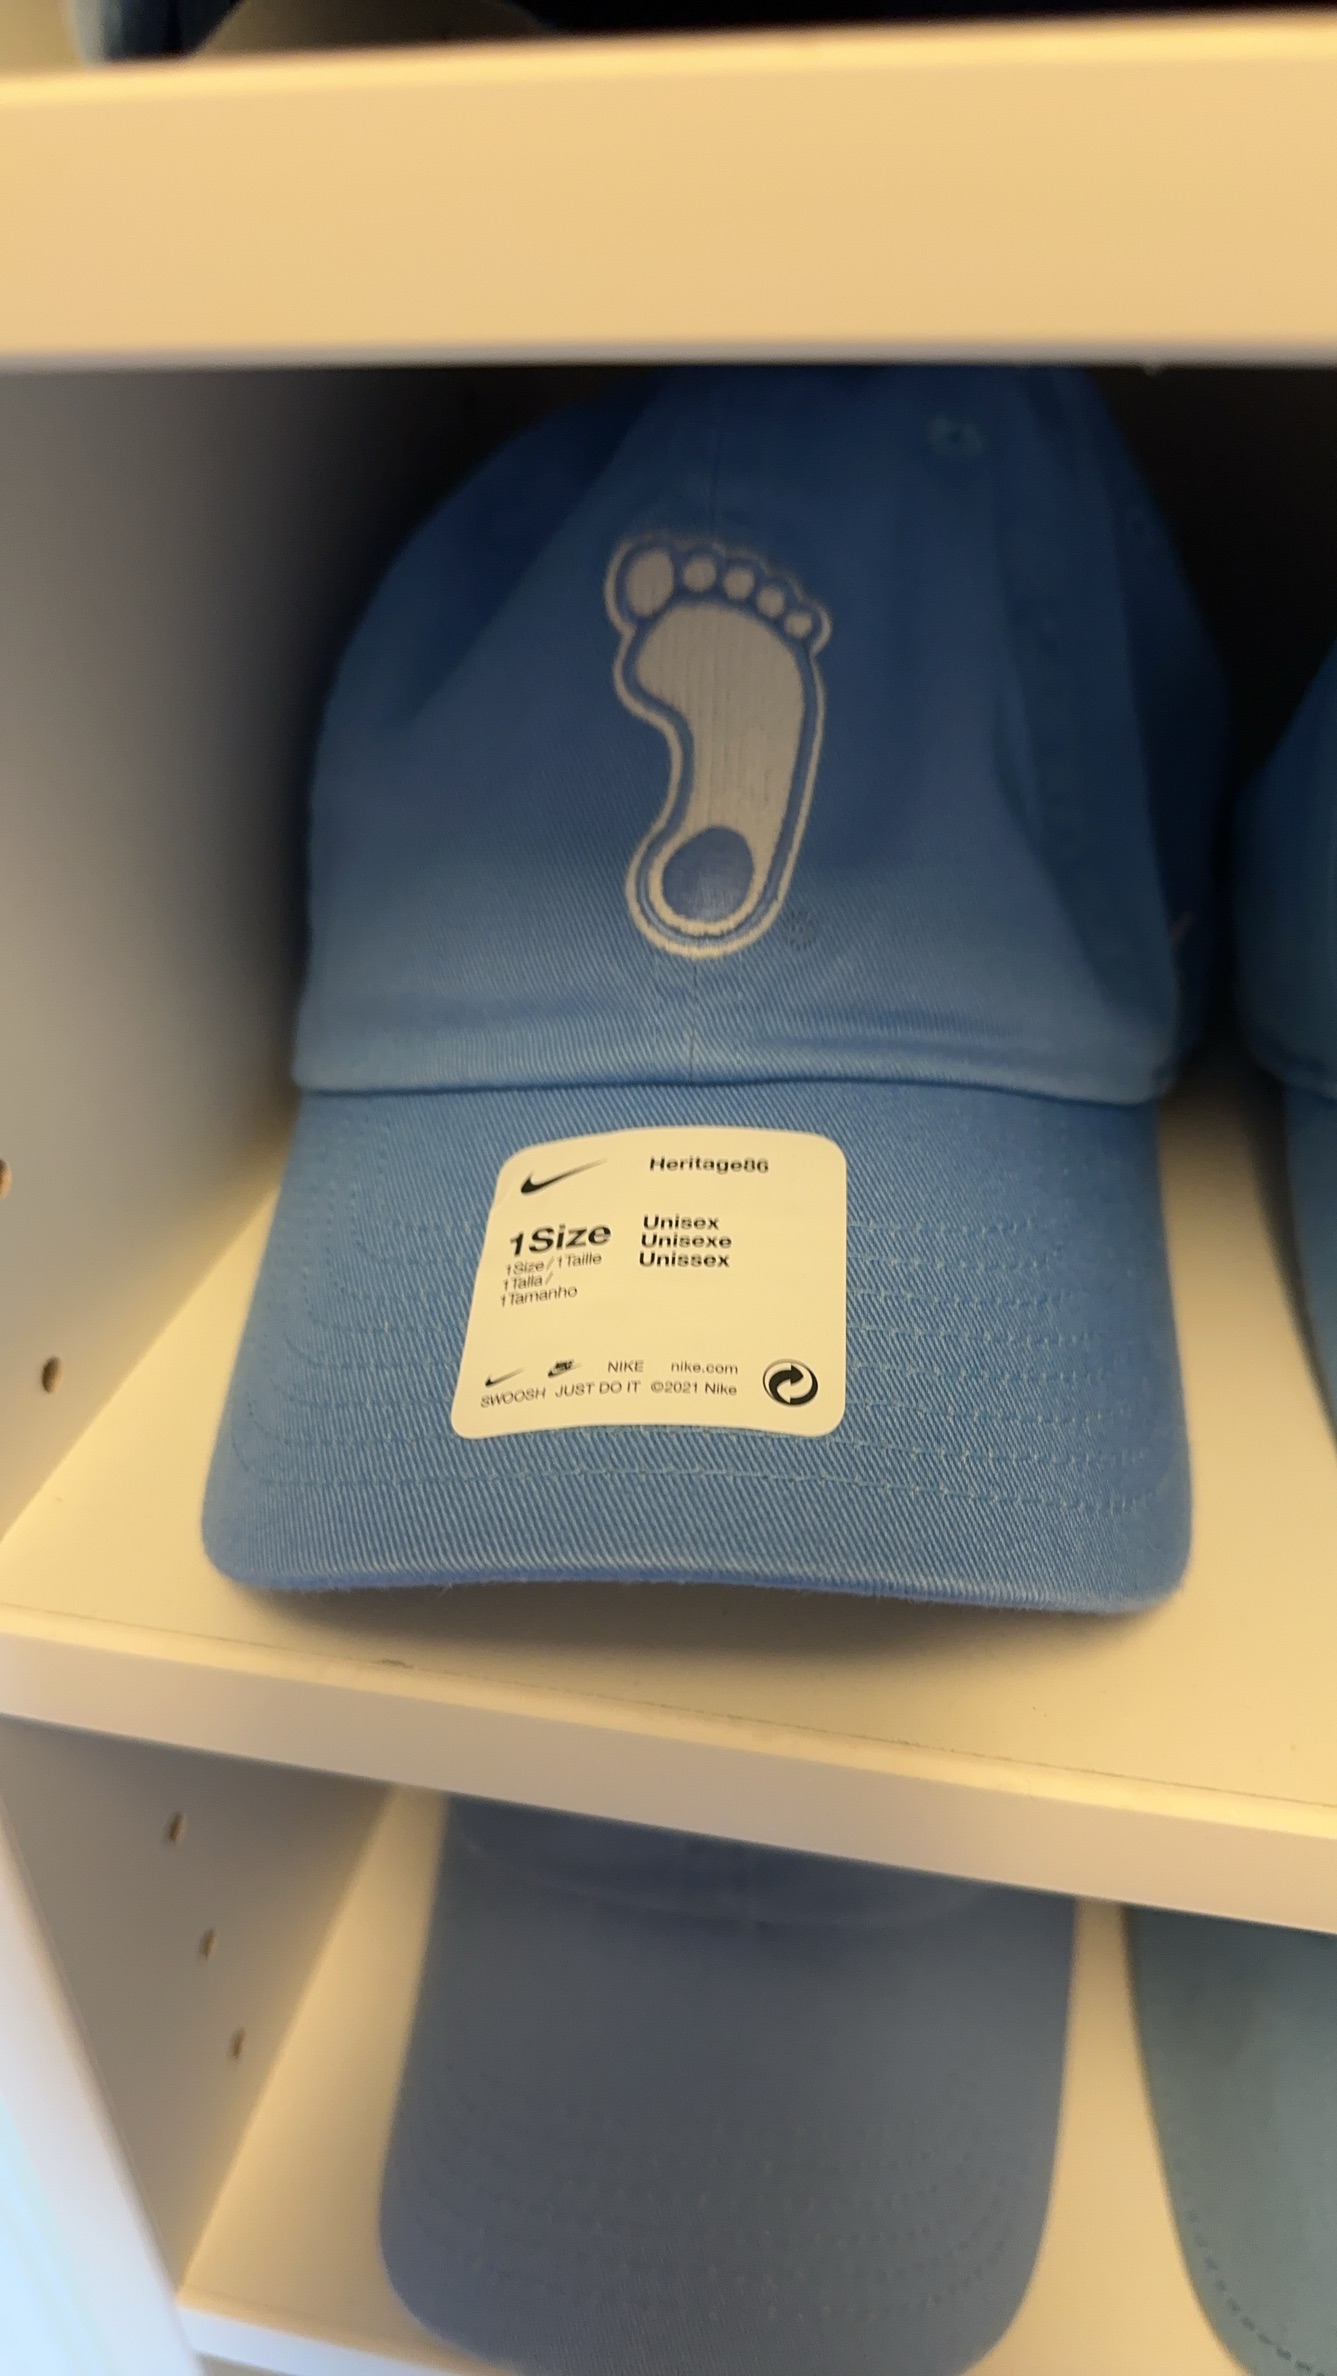 Heritage86
1Size
1Size/1Taille
1Talla/
1Tamanho
Unisex
Unisexe
Unissex
NIKE nike.com
SWOOSH JUST DO IT ©2021 Nike